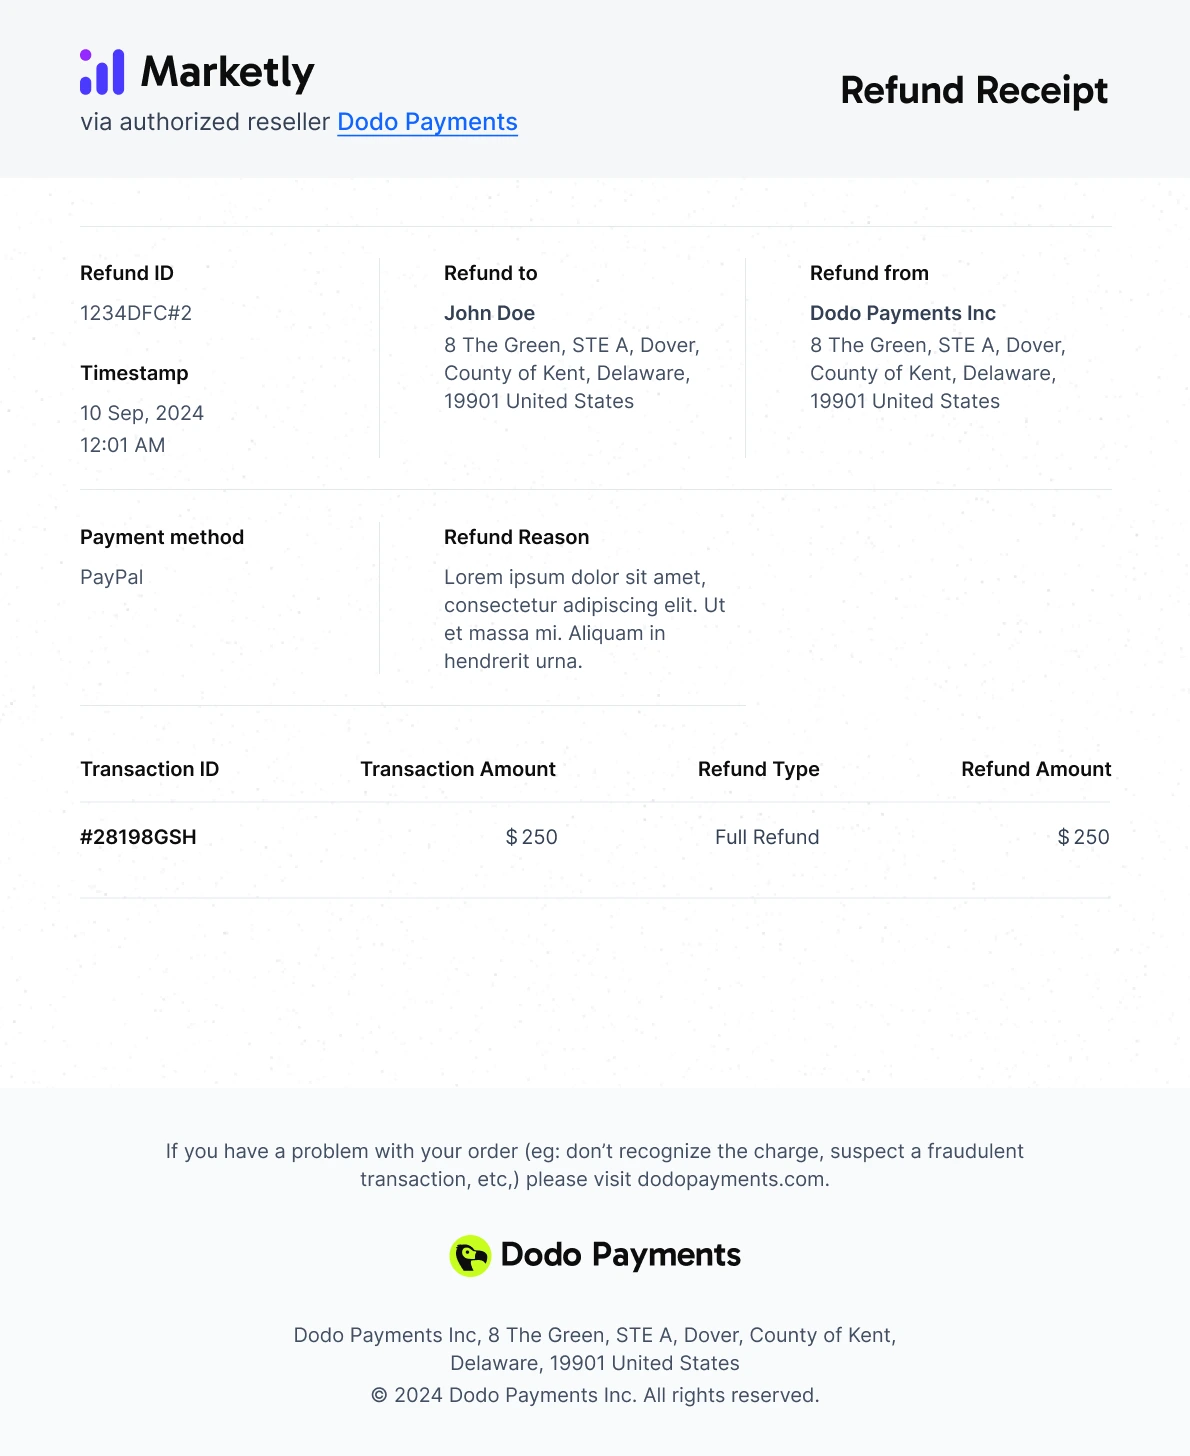 Marketly
via authorized reseller Dodo Payments
Refund Receipt
Refund ID
1234DFC#2
Timestamp
10 Sep, 2024
12:01 AM
Refund to
John Doe
8 The Green, STE A, Dover,
County of Kent, Delaware,
19901 United States
Refund from
Dodo Payments Inc
8 The Green, STE A, Dover,
County of Kent, Delaware,
19901 United States
Payment method
PayPal
Refund Reason
Lorem ipsum dolor sit amet,
consectetur adipiscing elit. Ut
et massa mi. Aliquam in
hendrerit urna.
Transaction ID Transaction Amount Refund Type Refund Amount
#28198GSH $ 250 Full Refund $ 250
If you have a problem with your order (eg: don’t recognize the charge, suspect a fraudulent
transaction, etc,) please visit dodopayments.com.
Dodo Payments
Dodo Payments Inc, 8 The Green, STE A, Dover, County of Kent,
Delaware, 19901 United States
© 2024 Dodo Payments Inc. All rights reserved.